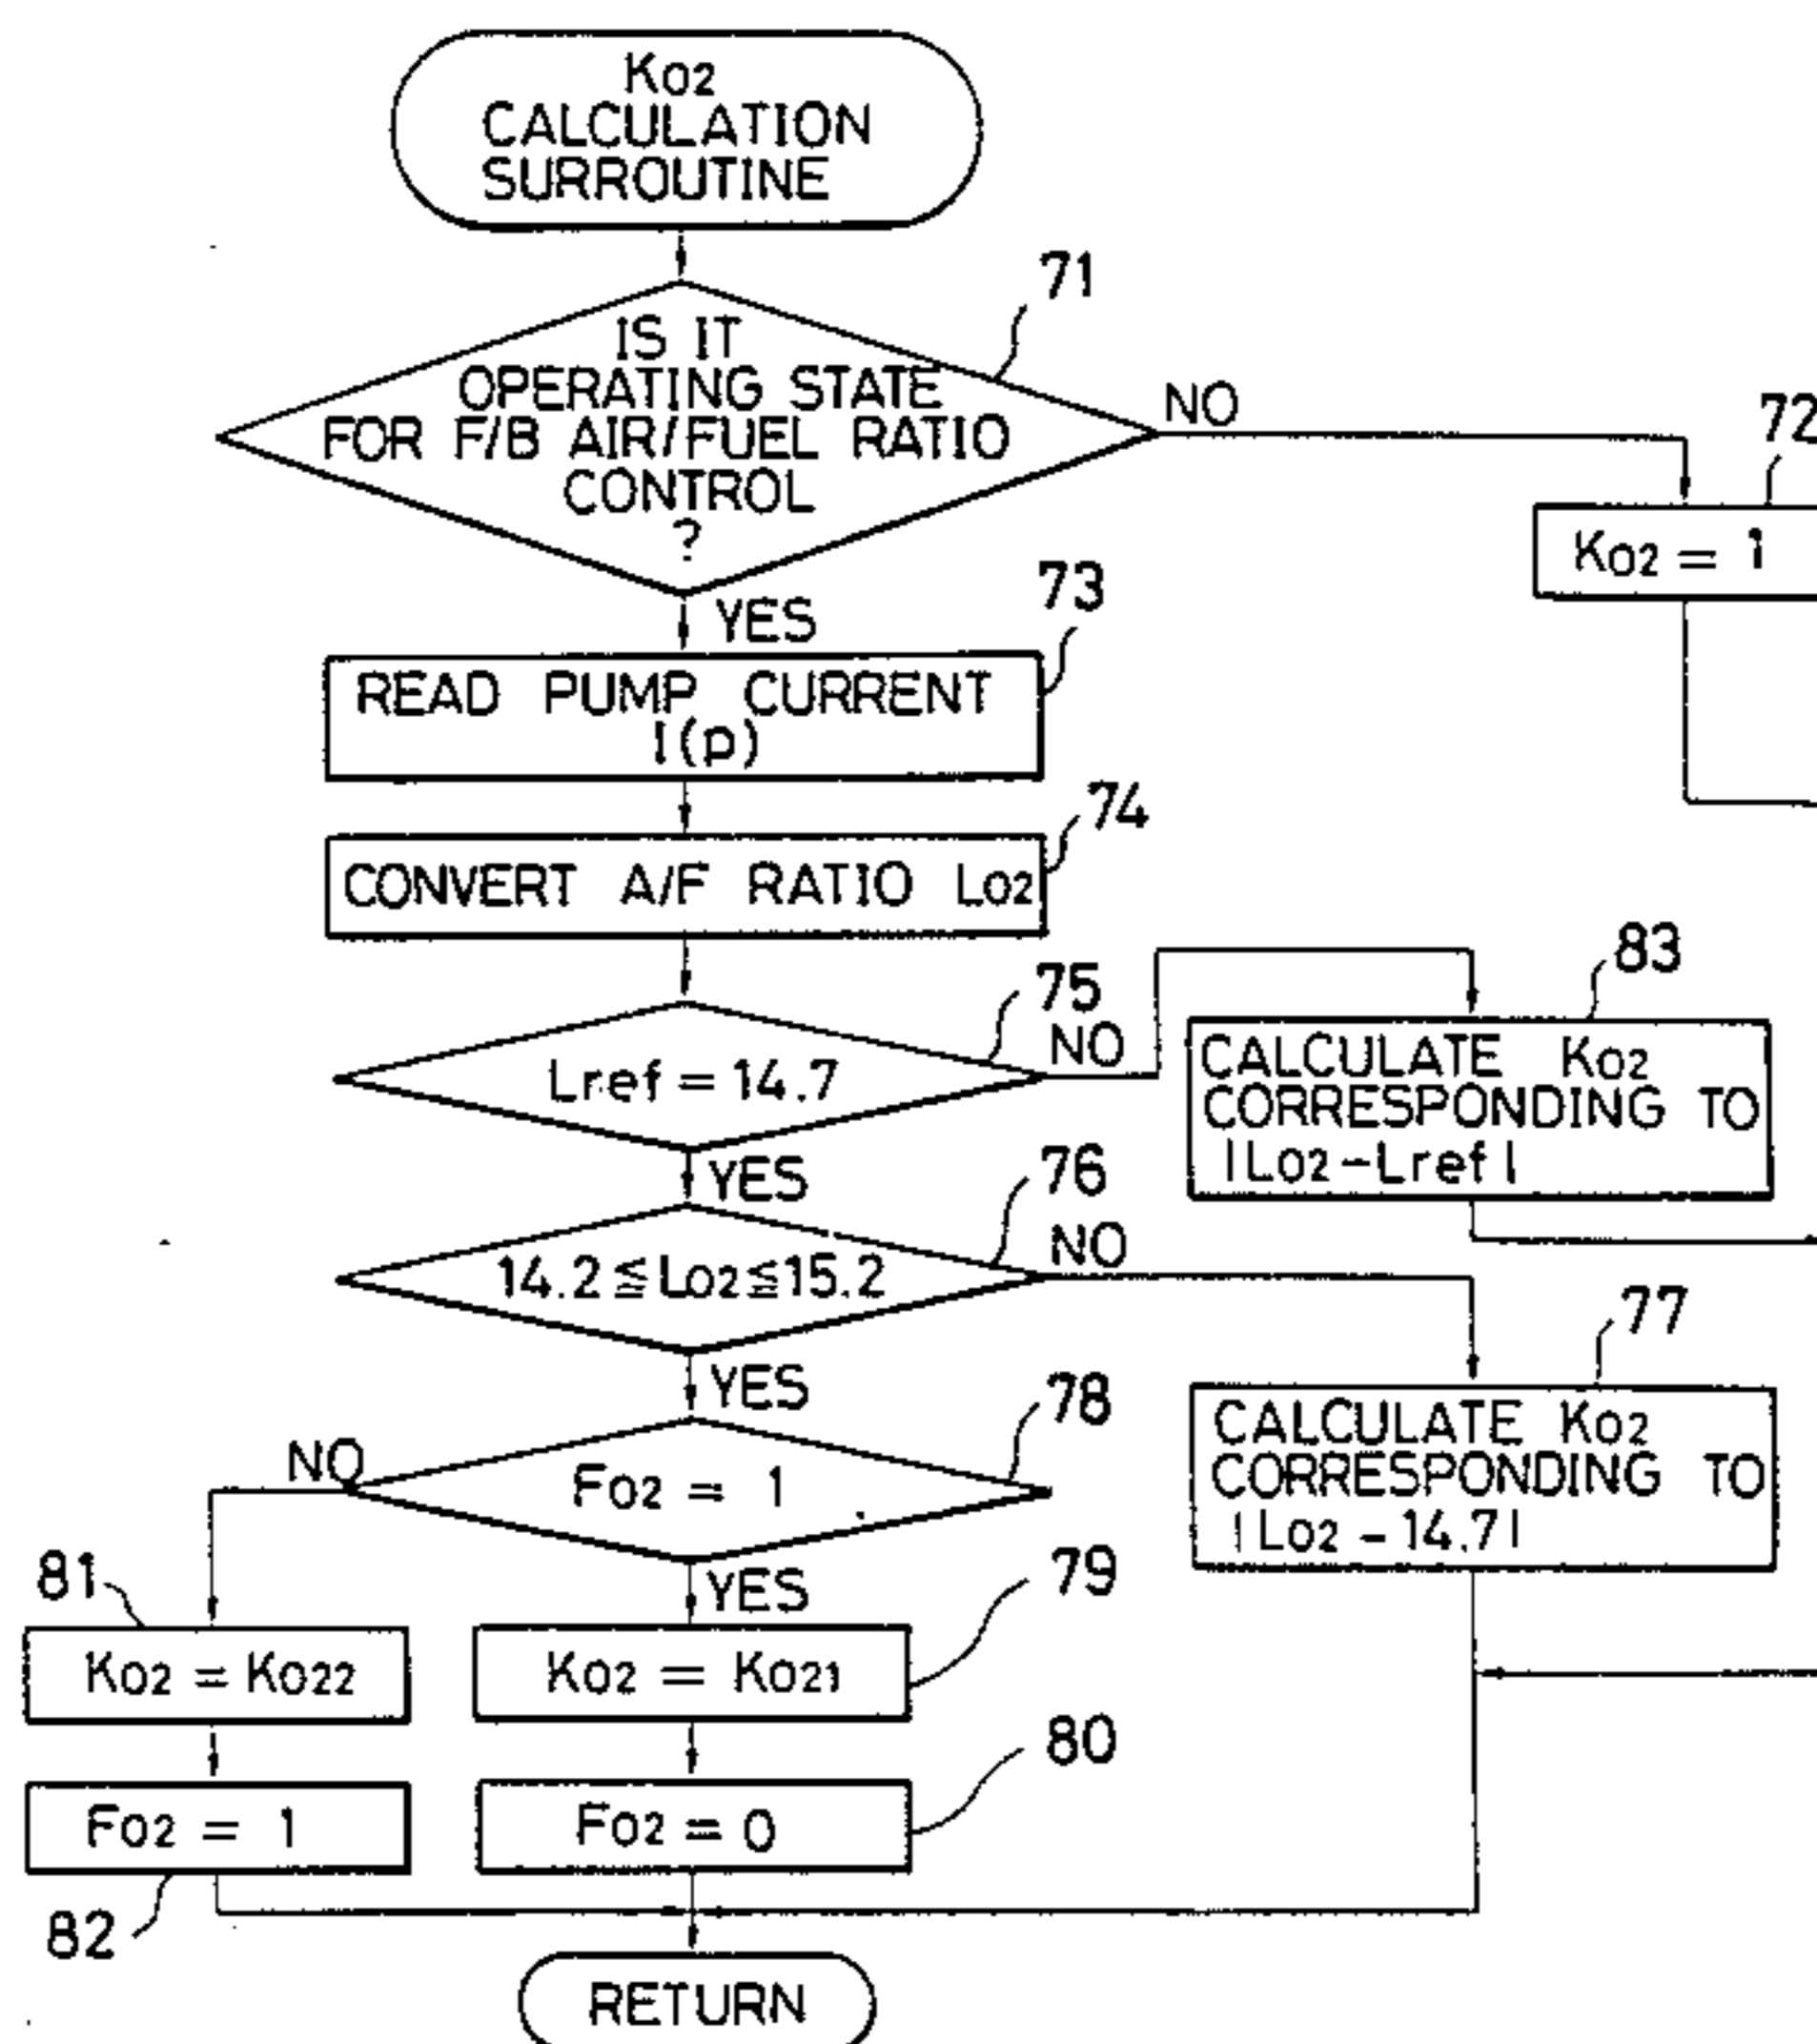 Ko2
CALCULATION
SURROUTINE
71
IS IT
OPERATING STATE
FOR F/B AIR/FUEL RATIO
CONTROL
?
NO
72
Ko2 = 1
YES
73
READ PUMP CURRENT
I(p)
74
CONVERT A/F RATIO Lo2
75
Lref = 14.7
NO
83
CALCULATE Ko2
CORRESPONDING TO
|Lo2-Lref|
YES
76
14.2≦Lo2≦15.2
NO
77
CALCULATE Ko2
CORRESPONDING TO
|Lo2-14.7|
YES
78
Fo2 = 1
NO
YES
81
Ko2 = Ko22
79
Ko2 = Ko21
80
Fo2 = 1
Fo2 = 0
82
RETURN